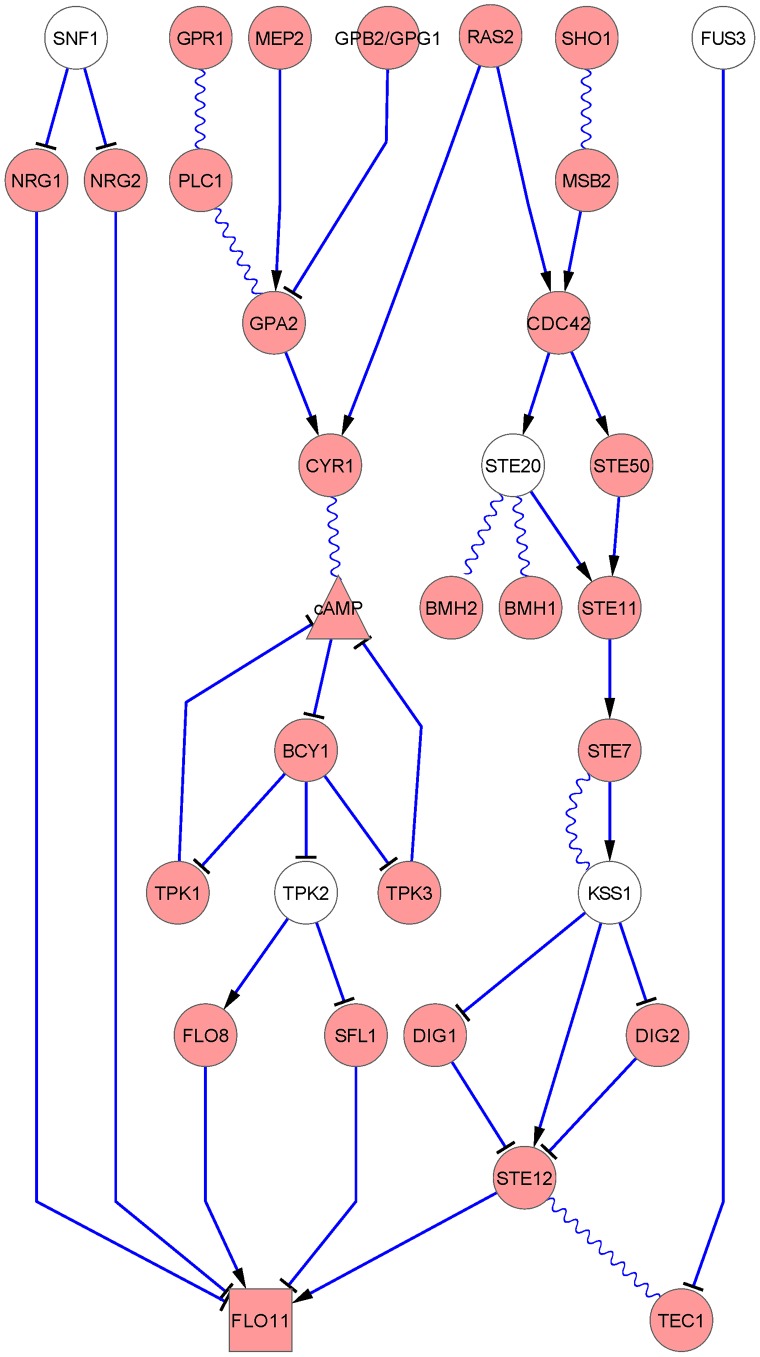 SNF1
GPR1
MEP2
GPB2/GPG1
RAS2
SHO1
FUS3
NRG1
NRG2
PLC1
MSB2
GPA2
CDC42
CYR1
STE20
STE50
cAMP
BMH2
BMH1
STE11
BCY1
STE7
TPK1
TPK2
TPK3
KSS1
FLO8
SFL1
DIG1
DIG2
STE12
FLO11
TEC1